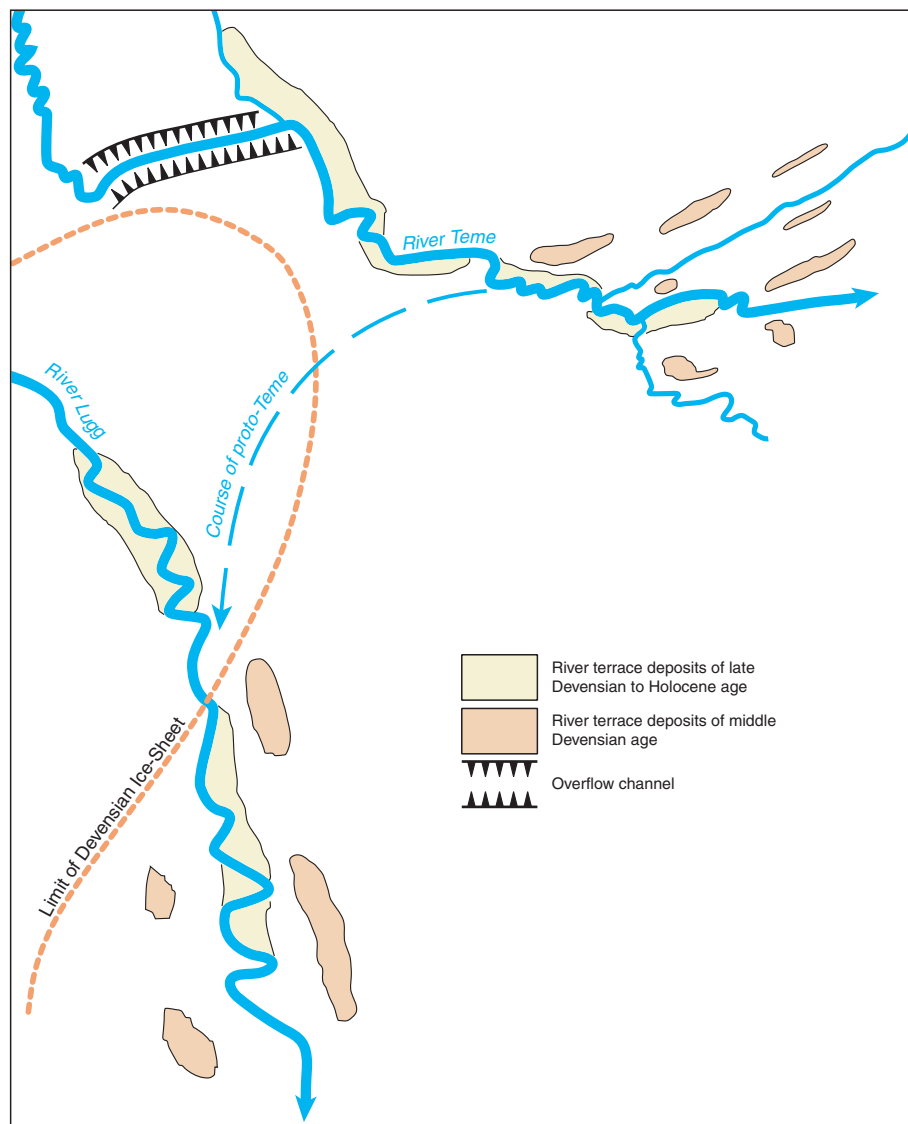 River Teme
River Lugg
Course of proto-Teme
Limit of Devensian Ice-Sheet
River terrace deposits of late
Devensian to Holocene age
River terrace deposits of middle
Devensian age
Overflow channel